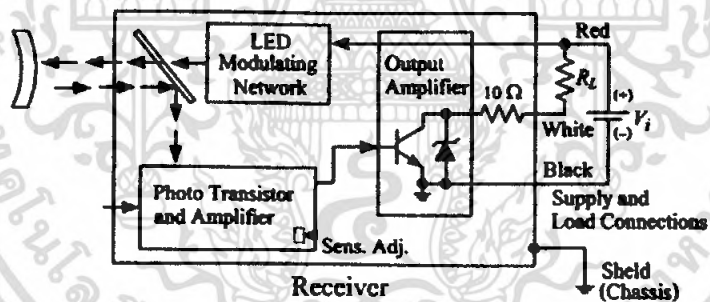 LED
Modulating
Network
Output
Amplifier
Red
10 Ω
R_L
(+)
V_i
(−)
White
Black
Photo Transistor
and Amplifier
Sens. Adj.
Supply and
Load Connections
Receiver
Sheld
(Chassis)